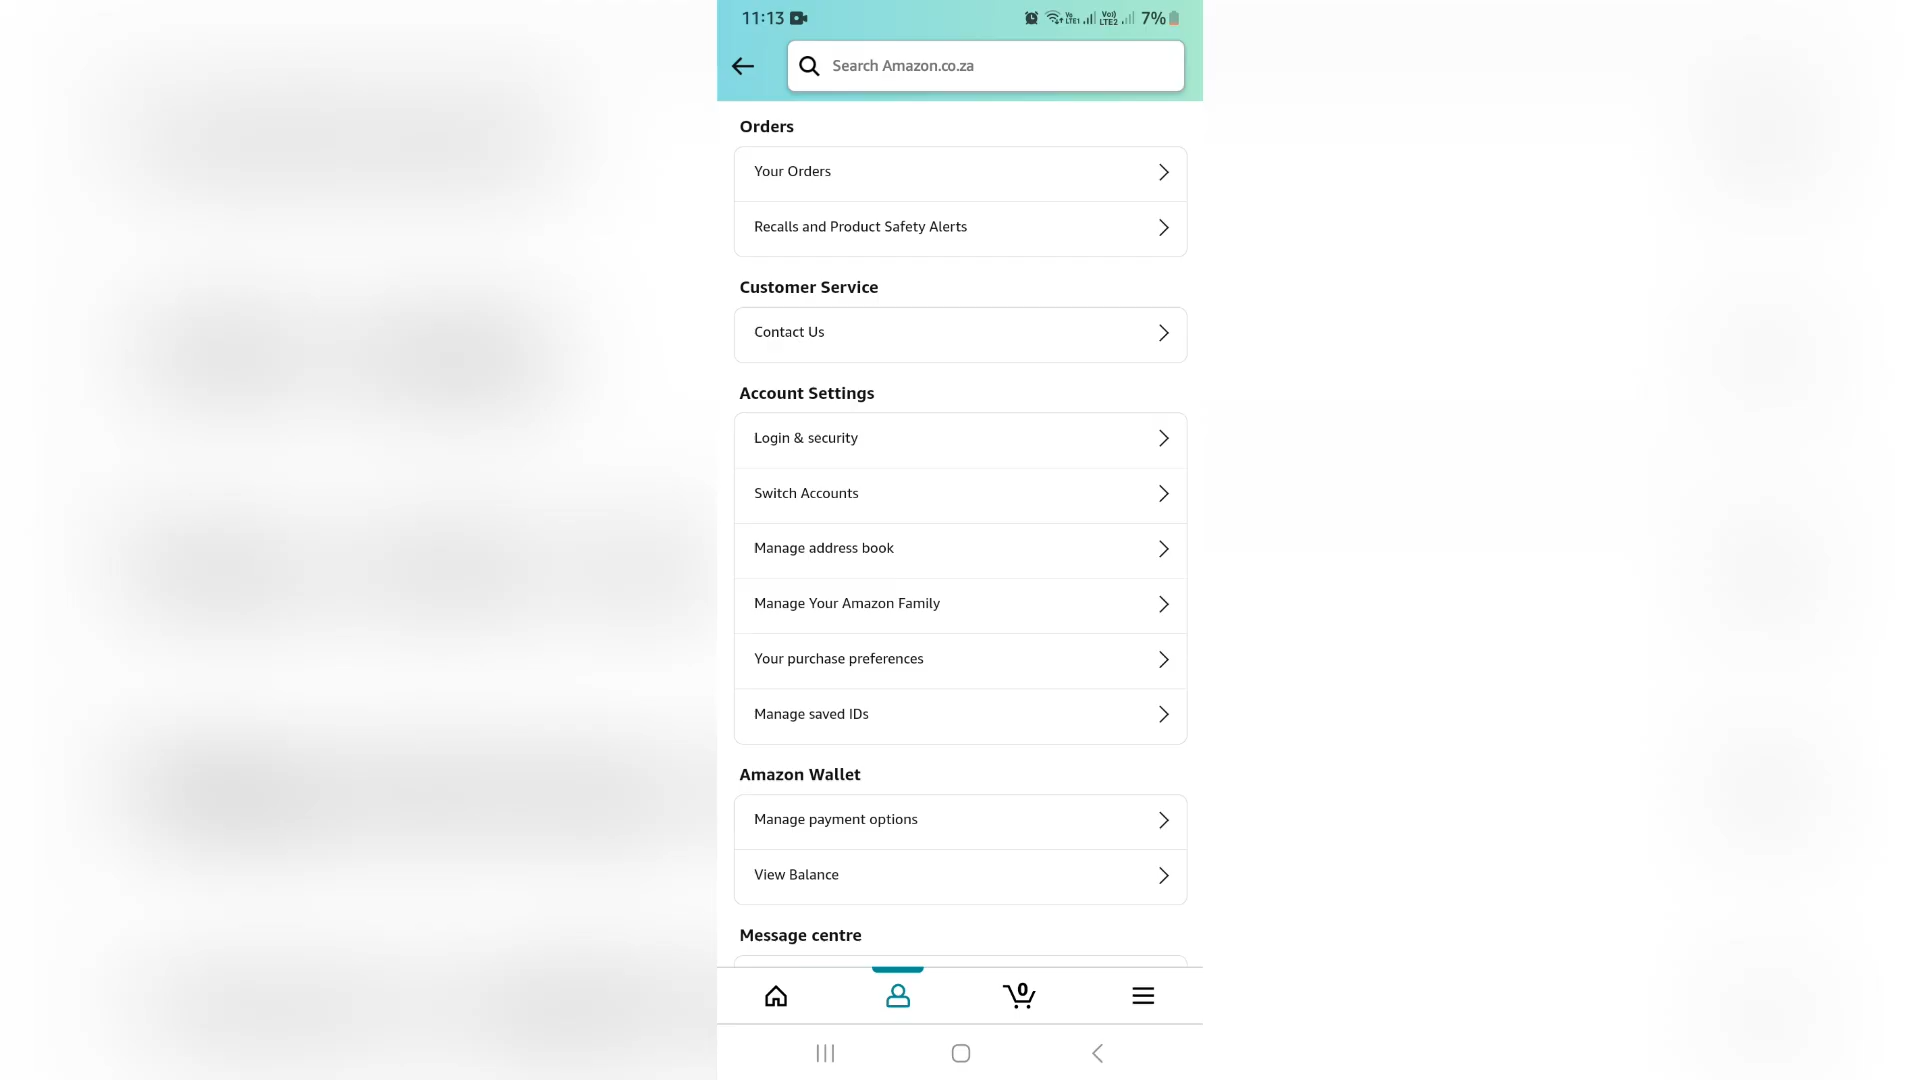 11:13 7%
Search Amazon.co.za
Orders
Your Orders
Recalls and Product Safety Alerts
Customer Service
Contact Us
Account Settings
Login & security
Switch Accounts
Manage address book
Manage Your Amazon Family
Your purchase preferences
Manage saved IDs
Amazon Wallet
Manage payment options
View Balance
Message centre
0